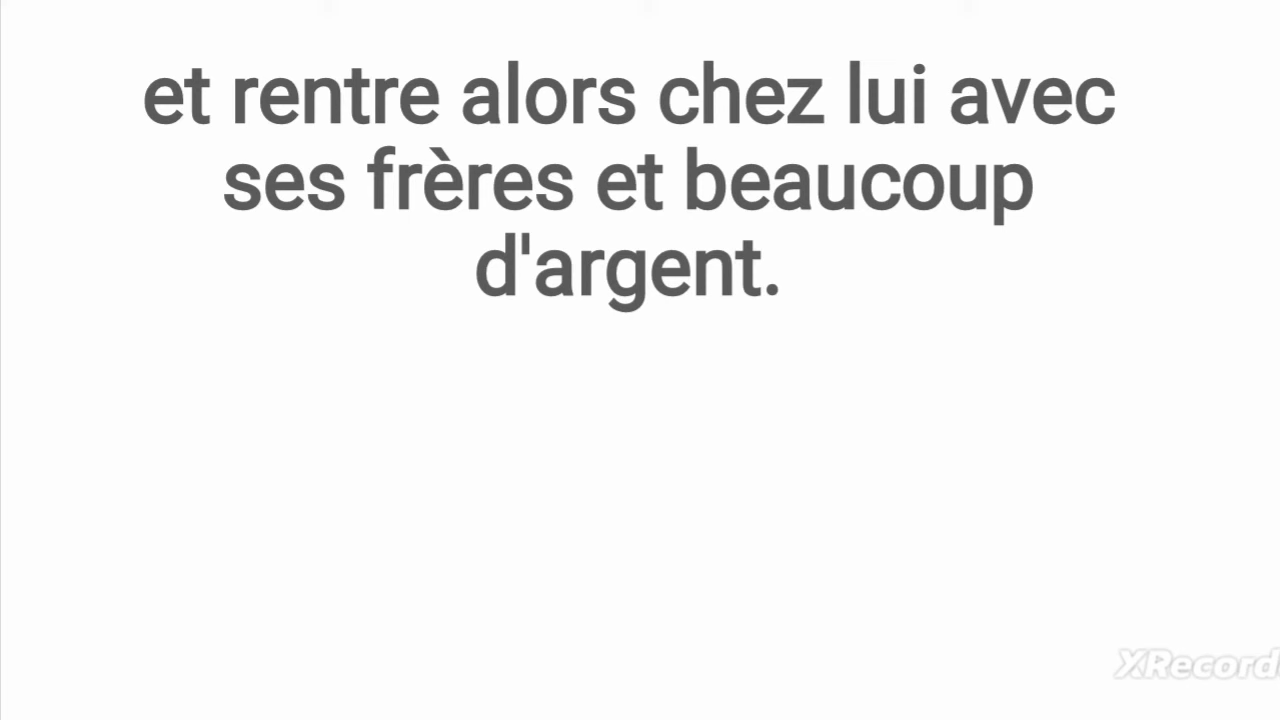 et rentre alors chez lui avec
ses frères et beaucoup
d'argent.
XRecord